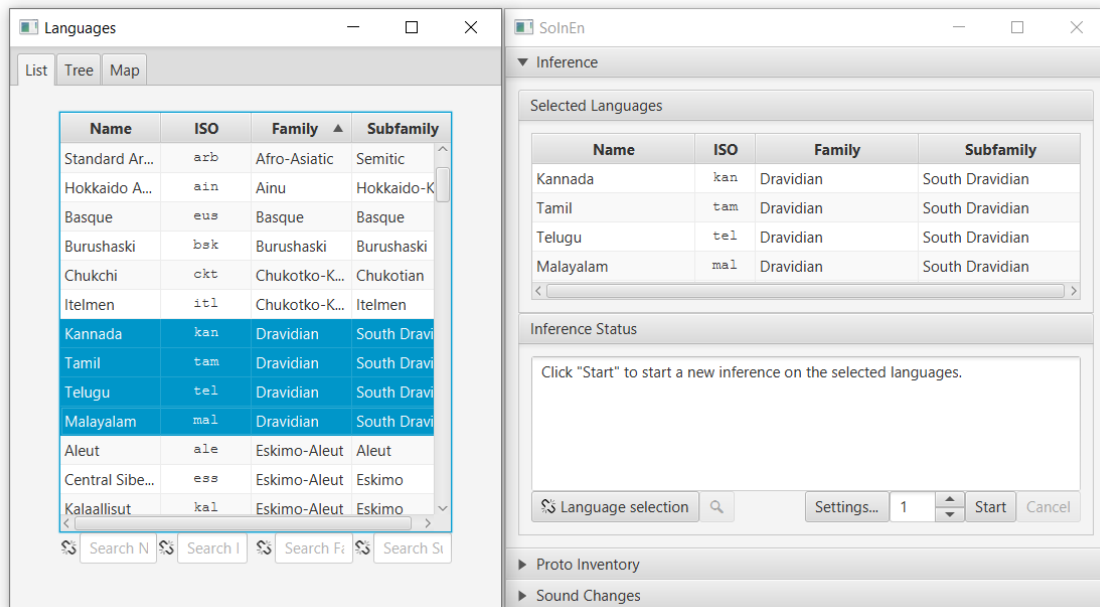 Languages
List Tree Map
Name ISO Family Subfamily
Standard Ar... arb Afro-Asiatic Semitic
Hokkaido A... ain Ainu Hokkaido-K
Basque eus Basque Basque
Burushaski bsk Burushaski Burushaski
Chukchi ckt Chukotko-K... Chukotian
Itelmen itl Chukotko-K... Itelmen
Kannada kan Dravidian South Dravi
Tamil tam Dravidian South Dravi
Telugu tel Dravidian South Dravi
Malayalam mal Dravidian South Dravi
Aleut ale Eskimo-Aleut Aleut
Central Sibe... ess Eskimo-Aleut Eskimo
Kalaallisut kal Eskimo-Aleut Eskimo
Search N Search I Search Fa Search Su
SoInEn
Inference
Selected Languages
Name ISO Family Subfamily
Kannada kan Dravidian South Dravidian
Tamil tam Dravidian South Dravidian
Telugu tel Dravidian South Dravidian
Malayalam mal Dravidian South Dravidian
Inference Status
Click "Start" to start a new inference on the selected languages.
Language selection Settings... 1 Start Cancel
Proto Inventory
Sound Changes